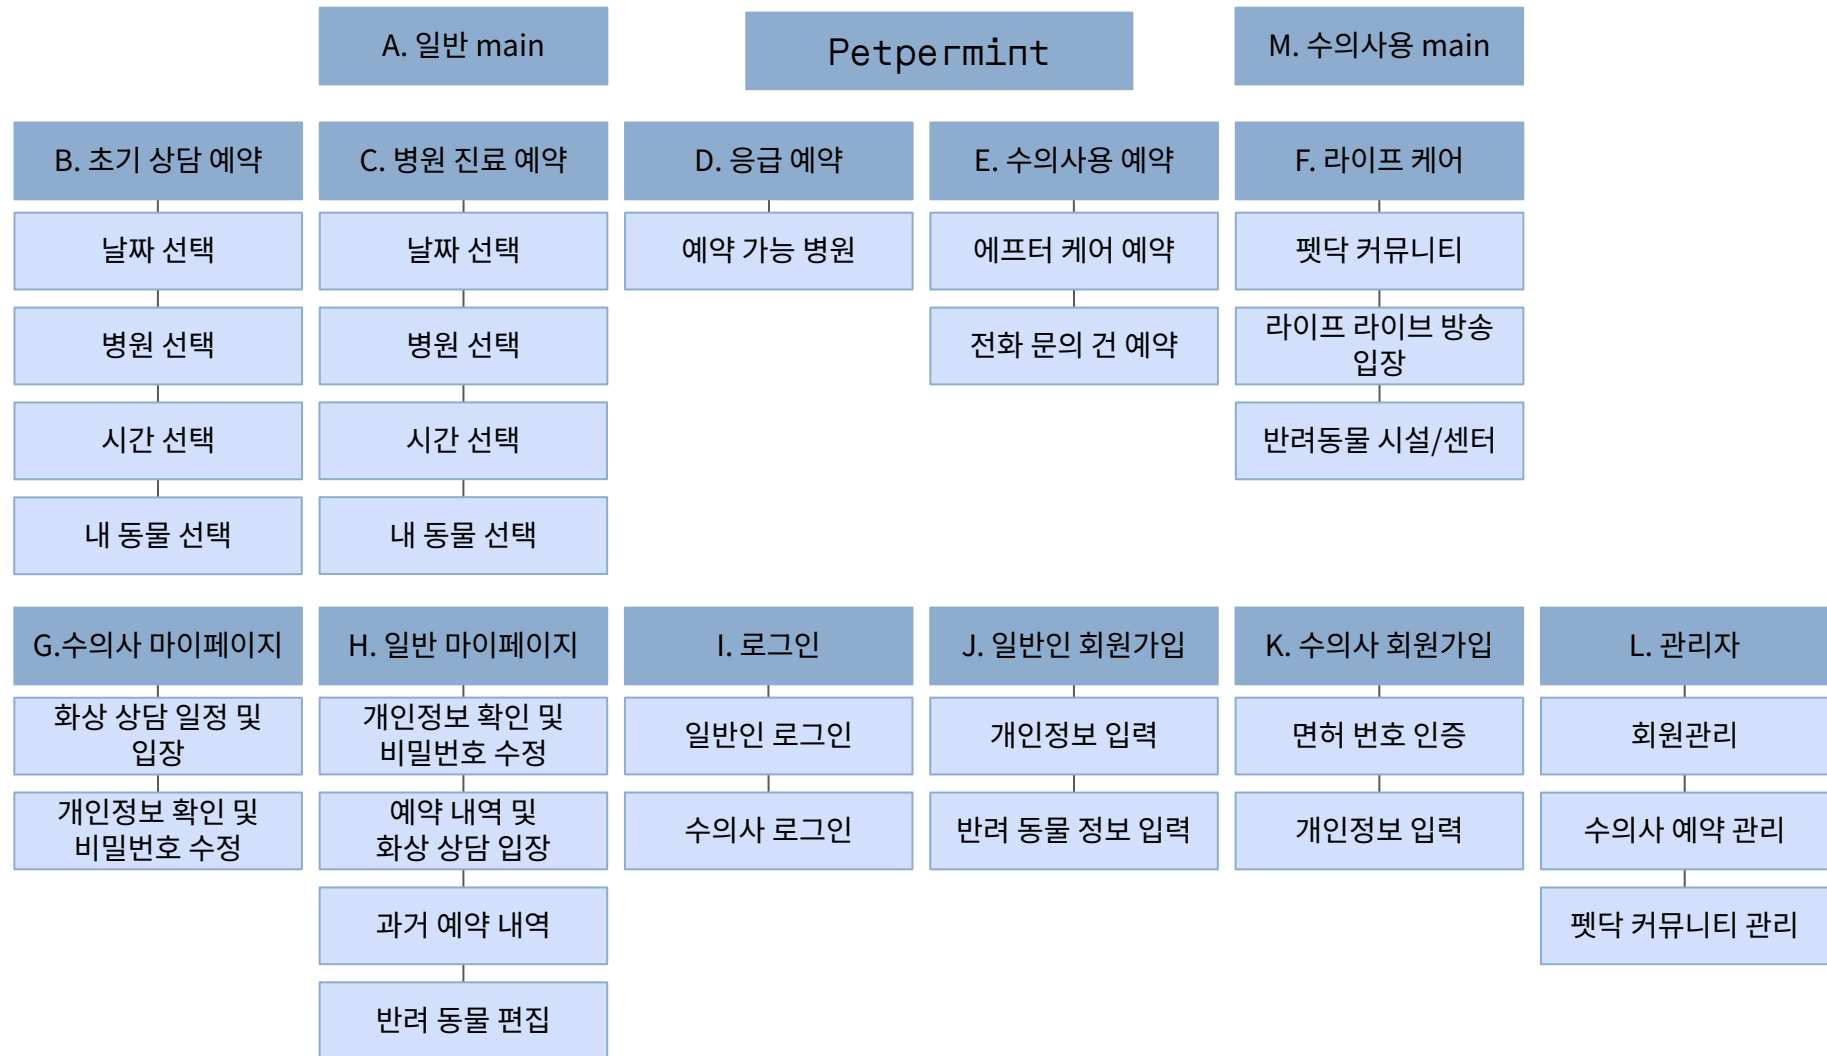 A. 일반 main
Petpermint
M. 수의사용 main
B. 초기 상담 예약
C. 병원 진료 예약
D. 응급 예약
E. 수의사용 예약
F. 라이프 케어
날짜 선택
날짜 선택
예약 가능 병원
에프터 케어 예약
펫닥 커뮤니티
병원 선택
병원 선택
전화 문의 건 예약
라이프 라이브 방송
입장
시간 선택
시간 선택
반려동물 시설/센터
내 동물 선택
내 동물 선택
G.수의사 마이페이지
H. 일반 마이페이지
I. 로그인
J. 일반인 회원가입
K. 수의사 회원가입
L. 관리자
화상 상담 일정 및
입장
개인정보 확인 및
비밀번호 수정
일반인 로그인
개인정보 입력
면허 번호 인증
회원관리
개인정보 확인 및
비밀번호 수정
예약 내역 및
화상 상담 입장
수의사 로그인
반려 동물 정보 입력
개인정보 입력
수의사 예약 관리
과거 예약 내역
펫닥 커뮤니티 관리
반려 동물 편집